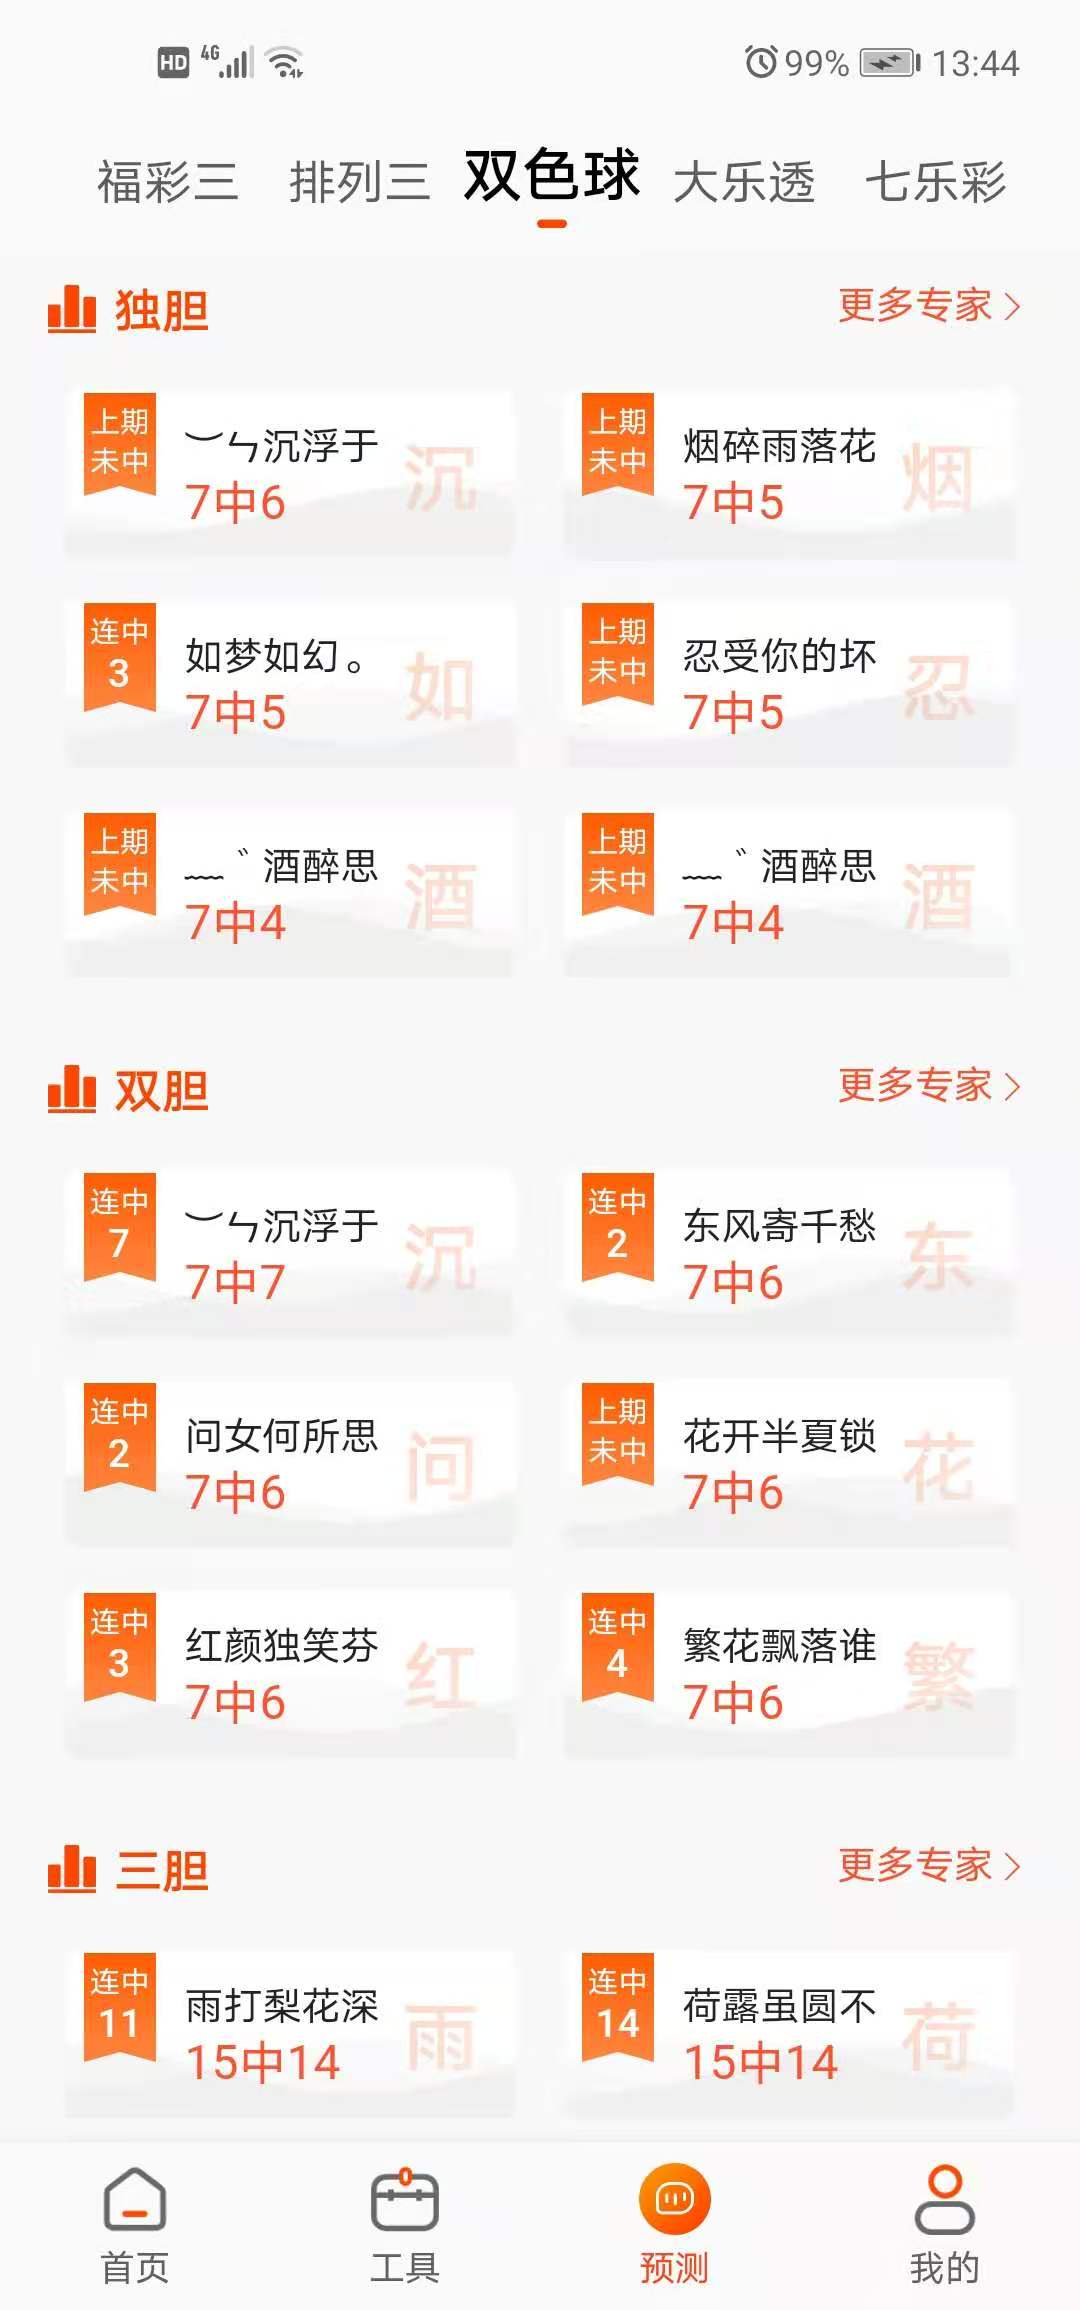 HD 4G 99% 13:44
福彩三 排列三 双色球 大乐透 七乐彩
独胆 更多专家
上期未中 ︶ㄣ沉浮于 沉
7中6
上期未中 烟碎雨落花 烟
7中5
连中3 如梦如幻。 如
7中5
上期未中 忍受你的坏 忍
7中5
上期未中 ﹏゛酒醉思 酒
7中4
上期未中 ﹏゛酒醉思 酒
7中4
双胆 更多专家
连中7 ︶ㄣ沉浮于 沉
7中7
连中2 东风寄千愁 东
7中6
连中2 问女何所思 问
7中6
上期未中 花开半夏锁 花
7中6
连中3 红颜独笑芬 红
7中6
连中4 繁花飘落谁 繁
7中6
三胆 更多专家
连中11 雨打梨花深 雨
15中14
连中14 荷露虽圆不 荷
15中14
首页 工具 预测 我的